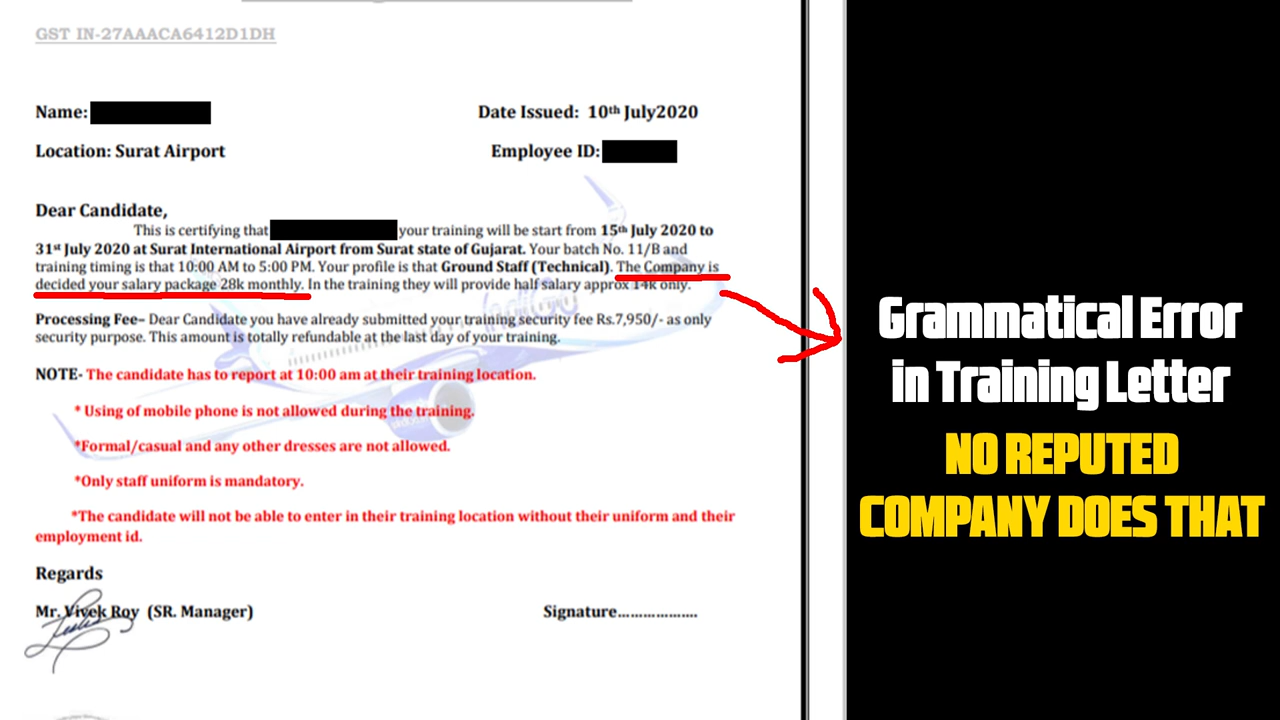 GST IN-27AAACA6412D1DH
Name:
Date Issued: 10th July2020
Location: Surat Airport
Employee ID:
Dear Candidate,
This is certifying that your training will be start from 15th July 2020 to
31st July 2020 at Surat International Airport from Surat state of Gujarat. Your batch No. 11/B and
training timing is that 10:00 AM to 5:00 PM. Your profile is that Ground Staff (Technical). The Company is
decided your salary package 28k monthly. In the training they will provide half salary approx 14k only.
Processing Fee– Dear Candidate you have already submitted your training security fee Rs.7,950/- as only
security purpose. This amount is totally refundable at the last day of your training.
NOTE- The candidate has to report at 10:00 am at their training location.
* Using of mobile phone is not allowed during the training.
*Formal/casual and any other dresses are not allowed.
*Only staff uniform is mandatory.
*The candidate will not be able to enter in their training location without their uniform and their
employment id.
Regards
Mr. Vivek Roy (SR. Manager)
Signature...................
Grammatical Error
in Training Letter
NO REPUTED
COMPANY DOES THAT